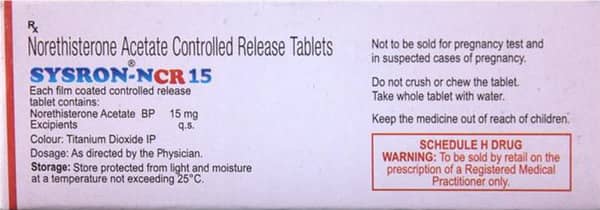 Rx
Norethisterone Acetate Controlled Release Tablets
SYSRON®-NCR 15
Each film coated controlled release
tablet contains:
Norethisterone Acetate BP 15 mg
Excipients q.s.
Colour: Titanium Dioxide IP
Dosage: As directed by the Physician.
Storage: Store protected from light and moisture
at a temperature not exceeding 25°C.
Not to be sold for pregnancy test and
in suspected cases of pregnancy.
Do not crush or chew the tablet.
Take whole tablet with water.
Keep the medicine out of reach of children.
SCHEDULE H DRUG
WARNING: To be sold by retail on the
prescription of a Registered Medical
Practitioner only.